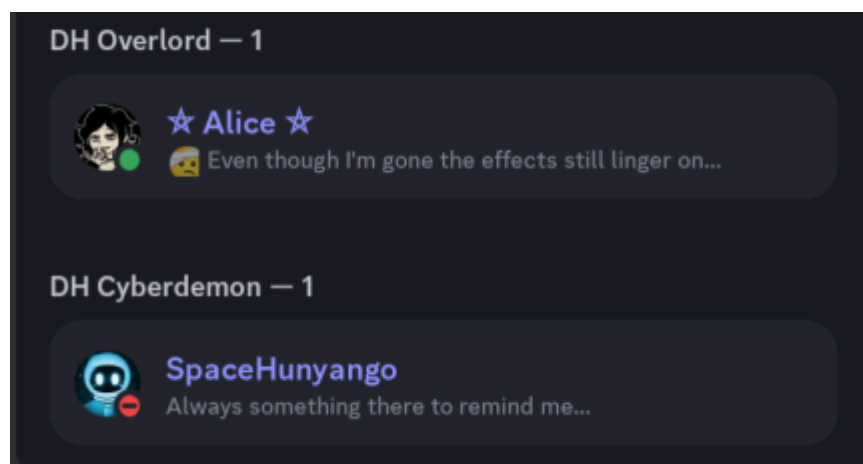 DH Overlord — 1
☆ Alice ☆
🤕 Even though I'm gone the effects still linger on...
DH Cyberdemon — 1
SpaceHunyango
Always something there to remind me...